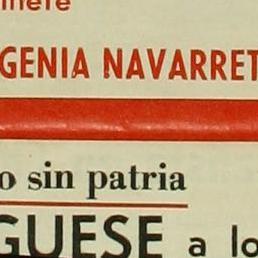 GENIA NAVARRET
o sin patria
GUESE a lo